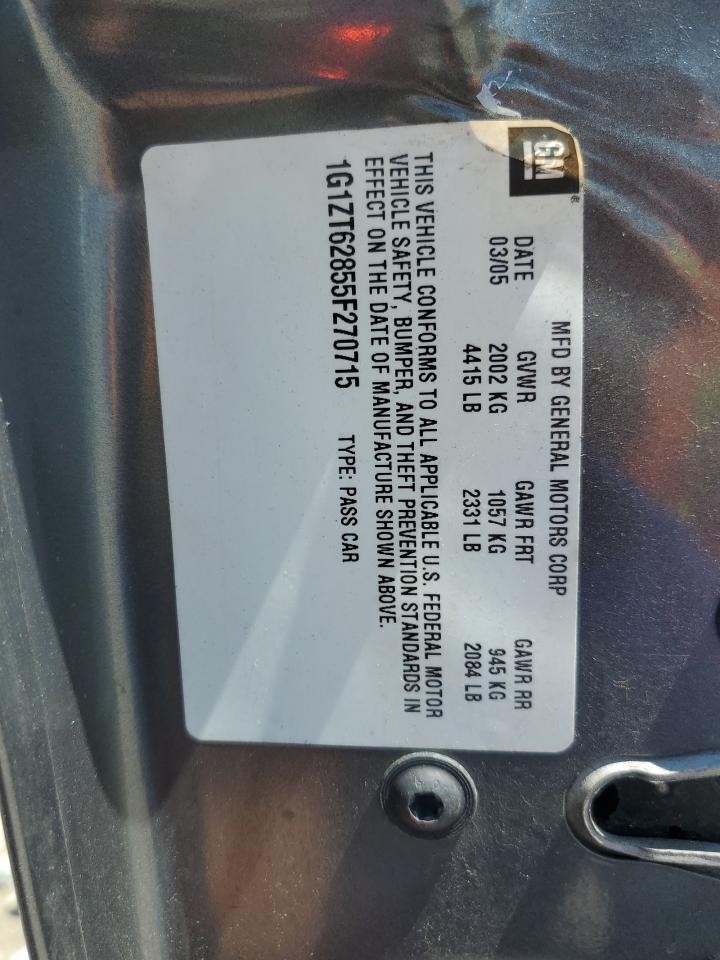 GM®
MFD BY GENERAL MOTORS CORP
DATE GVWR GAWR FRT GAWR RR
03/05 2002 KG 1057 KG 945 KG
4415 LB 2331 LB 2084 LB
THIS VEHICLE CONFORMS TO ALL APPLICABLE U.S. FEDERAL MOTOR
VEHICLE SAFETY, BUMPER, AND THEFT PREVENTION STANDARDS IN
EFFECT ON THE DATE OF MANUFACTURE SHOWN ABOVE.
1G1ZT62855F270715 TYPE: PASS CAR